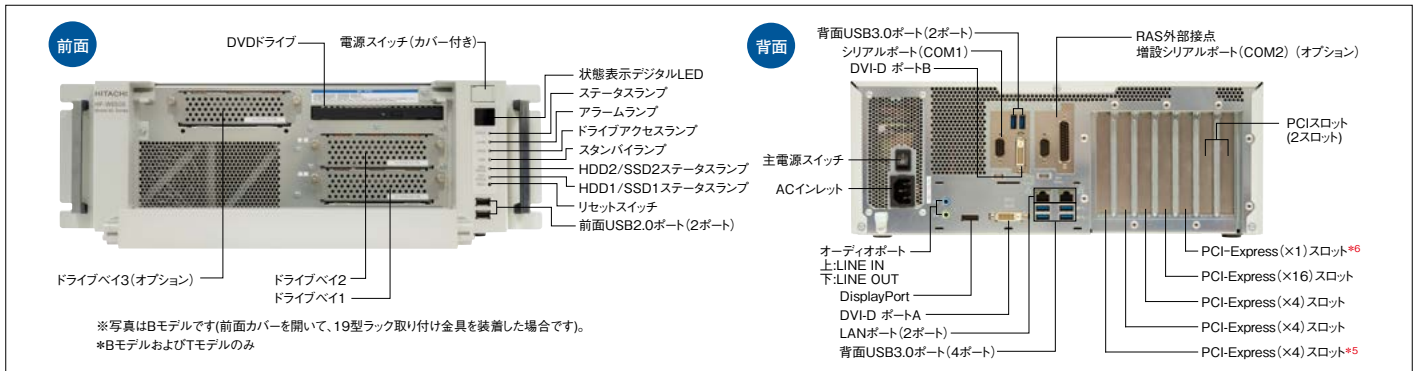 前面
DVDドライブ
電源スイッチ(カバー付き)
HITACHI
状態表示デジタルLED
ステータスランプ
アラームランプ
ドライブアクセスランプ
スタンバイランプ
HDD2/SSD2ステータスランプ
HDD1/SSD1ステータスランプ
リセットスイッチ
前面USB2.0ポート(2ポート)
ドライブベイ3(オプション)
ドライブベイ2
ドライブベイ1
※写真はBモデルです(前面カバーを開いて、19型ラック取り付け金具を装着した場合です)。
*BモデルおよびTモデルのみ
背面
背面USB3.0ポート(2ポート)
シリアルポート(COM1)
DVI-D ポートB
RAS外部接点
増設シリアルポート(COM2) (オプション)
PCIスロット
(2スロット)
主電源スイッチ
ACインレット
オーディオポート
上:LINE IN
下:LINE OUT
DisplayPort
DVI-D ポートA
LANポート(2ポート)
背面USB3.0ポート(4ポート)
PCI-Express(×1)スロット*6
PCI-Express(×16)スロット
PCI-Express(×4)スロット
PCI-Express(×4)スロット
PCI-Express(×4)スロット*5